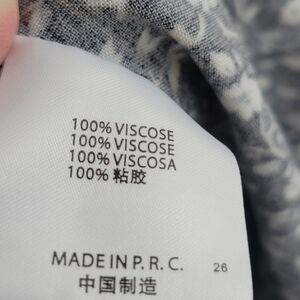 100% VISCOSE
100% VISCOSE
100% VISCOSA
100% 粘胶
MADE IN P. R. C. 26
中国制造